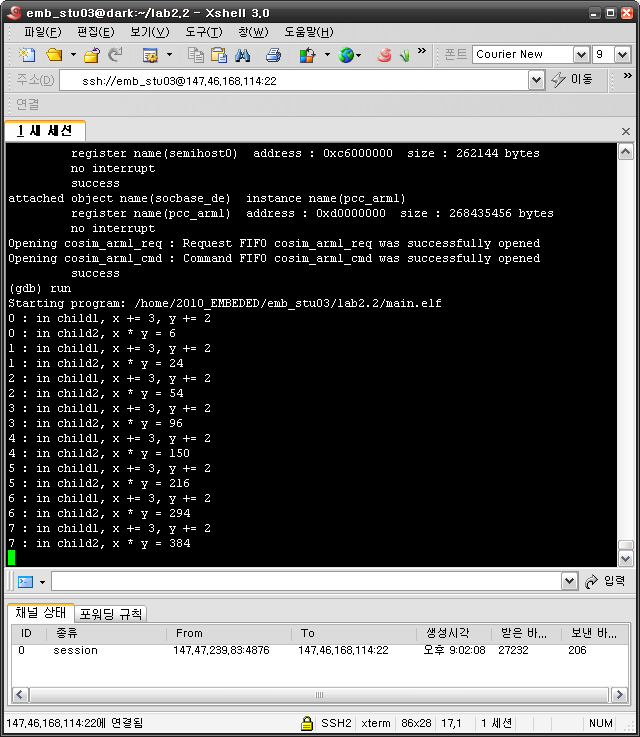 emb_stu03@dark:~/lab2.2 - Xshell 3.0
파일(F) 편집(E) 보기(V) 도구(T) 창(W) 도움말(H)
폰트 Courier New 9
주소(D) ssh://emb_stu03@147.46.168.114:22 이동
연결
1 세 세션
register name(semihost0)  address : 0xc6000000  size : 262144 bytes
no interrupt
success
attached object name(socbase_de)  instance name(pcc_arm1)
register name(pcc_arm1)  address : 0xd0000000  size : 268435456 bytes
no interrupt
Opening cosim_arm1_req : Request FIFO cosim_arm1_req was successfully opened
Opening cosim_arm1_cmd : Command FIFO cosim_arm1_cmd was successfully opened
success
(gdb) run
Starting program: /home/2010_EMBEDED/emb_stu03/lab2.2/main.elf
0 : in child1, x += 3, y += 2
0 : in child2, x * y = 6
1 : in child1, x += 3, y += 2
1 : in child2, x * y = 24
2 : in child1, x += 3, y += 2
2 : in child2, x * y = 54
3 : in child1, x += 3, y += 2
3 : in child2, x * y = 96
4 : in child1, x += 3, y += 2
4 : in child2, x * y = 150
5 : in child1, x += 3, y += 2
5 : in child2, x * y = 216
6 : in child1, x += 3, y += 2
6 : in child2, x * y = 294
7 : in child1, x += 3, y += 2
7 : in child2, x * y = 384
입력
채널 상태 포워딩 규칙
ID 종류 From To 생성시각 받은 바... 보낸 바...
0 session 147.47.239.83:4876 147.46.168.114:22 오후 9:02:08 27232 206
147.46.168.114:22에 연결됨 SSH2 xterm 86x28 17,1 1 세션 NUM